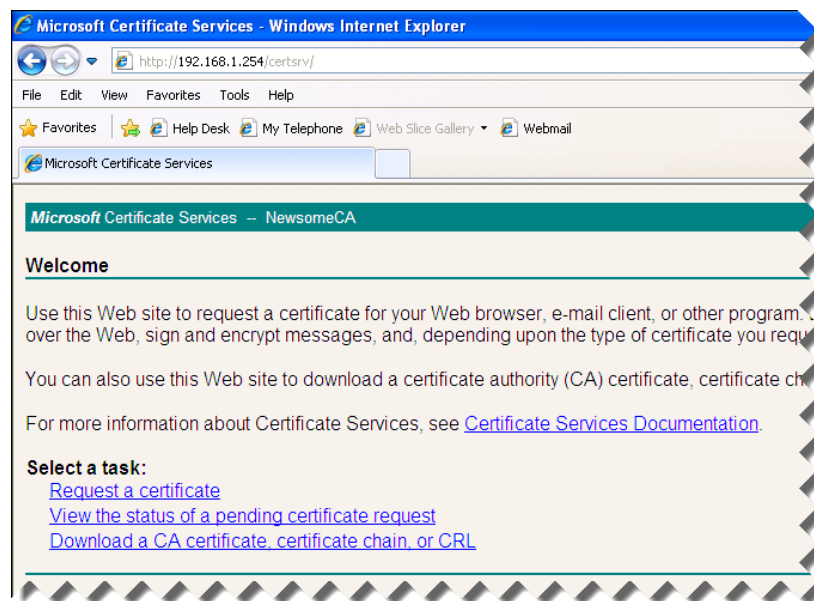 Microsoft Certificate Services - Windows Internet Explorer
http://192.168.1.254/certsrv/
File Edit View Favorites Tools Help
Favorites Help Desk My Telephone Web Slice Gallery Webmail
Microsoft Certificate Services
Microsoft Certificate Services -- NewsomeCA
Welcome
Use this Web site to request a certificate for your Web browser, e-mail client, or other program.
over the Web, sign and encrypt messages, and, depending upon the type of certificate you
You can also use this Web site to download a certificate authority (CA) certificate, certificate
For more information about Certificate Services, see Certificate Services Documentation.
Select a task:
Request a certificate
View the status of a pending certificate request
Download a CA certificate, certificate chain, or CRL